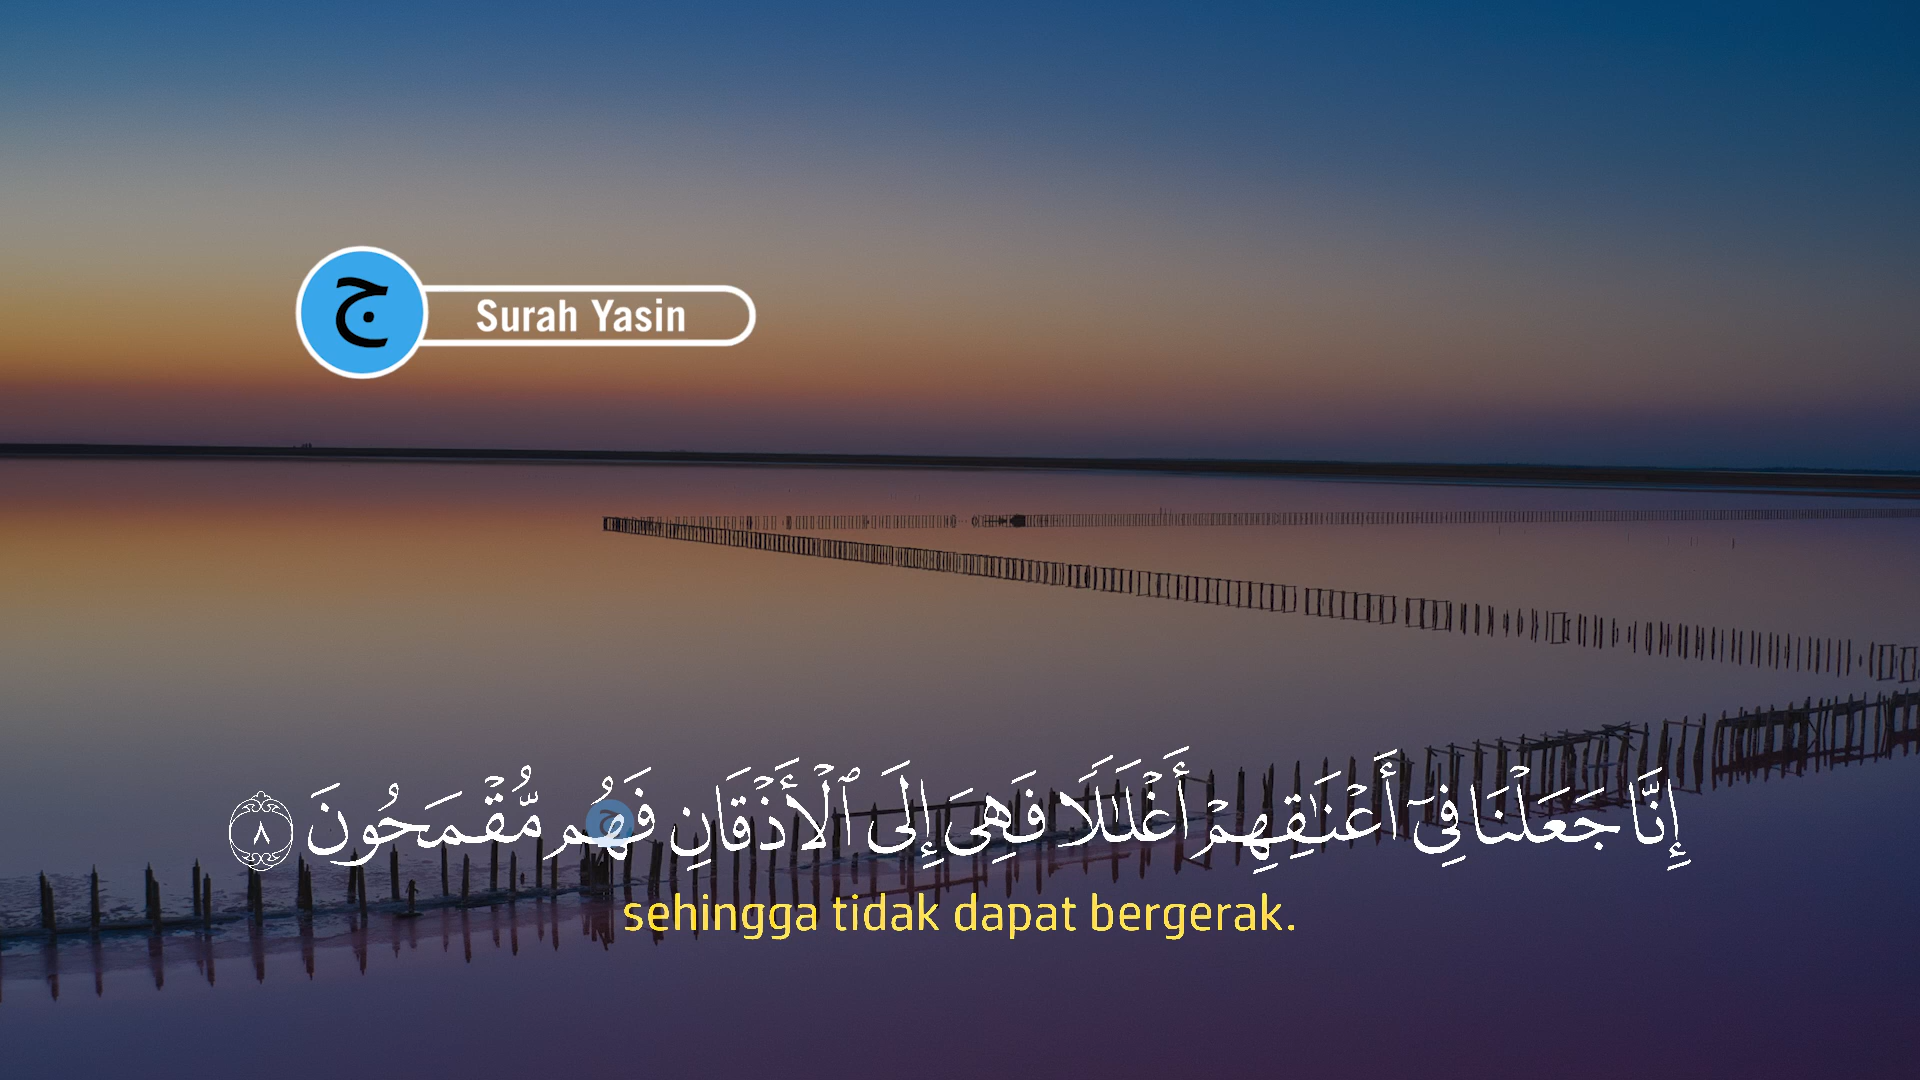 ج
Surah Yasin
إِنَّا جَعَلْنَا فِىٓ أَعْنَـٰقِهِمْ أَغْلَـٰلًا فَهِىَ إِلَى ٱلْأَذْقَانِ فَهُم مُّقْمَحُونَ ٨
ج
sehingga tidak dapat bergerak.